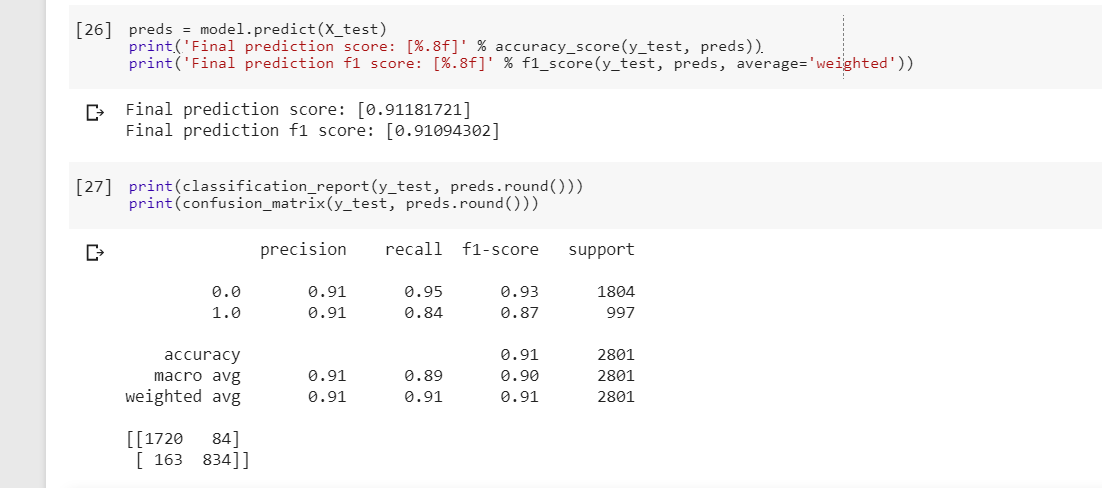 [26] preds = model.predict(X_test)
print('Final prediction score: [%.8f]' % accuracy_score(y_test, preds))
print('Final prediction f1 score: [%.8f]' % f1_score(y_test, preds, average='weighted'))
Final prediction score: [0.91181721]
Final prediction f1 score: [0.91094302]
[27] print(classification_report(y_test, preds.round()))
print(confusion_matrix(y_test, preds.round()))
precision recall f1-score support
0.0 0.91 0.95 0.93 1804
1.0 0.91 0.84 0.87 997
accuracy 0.91 2801
macro avg 0.91 0.89 0.90 2801
weighted avg 0.91 0.91 0.91 2801
[[1720 84]
[ 163 834]]